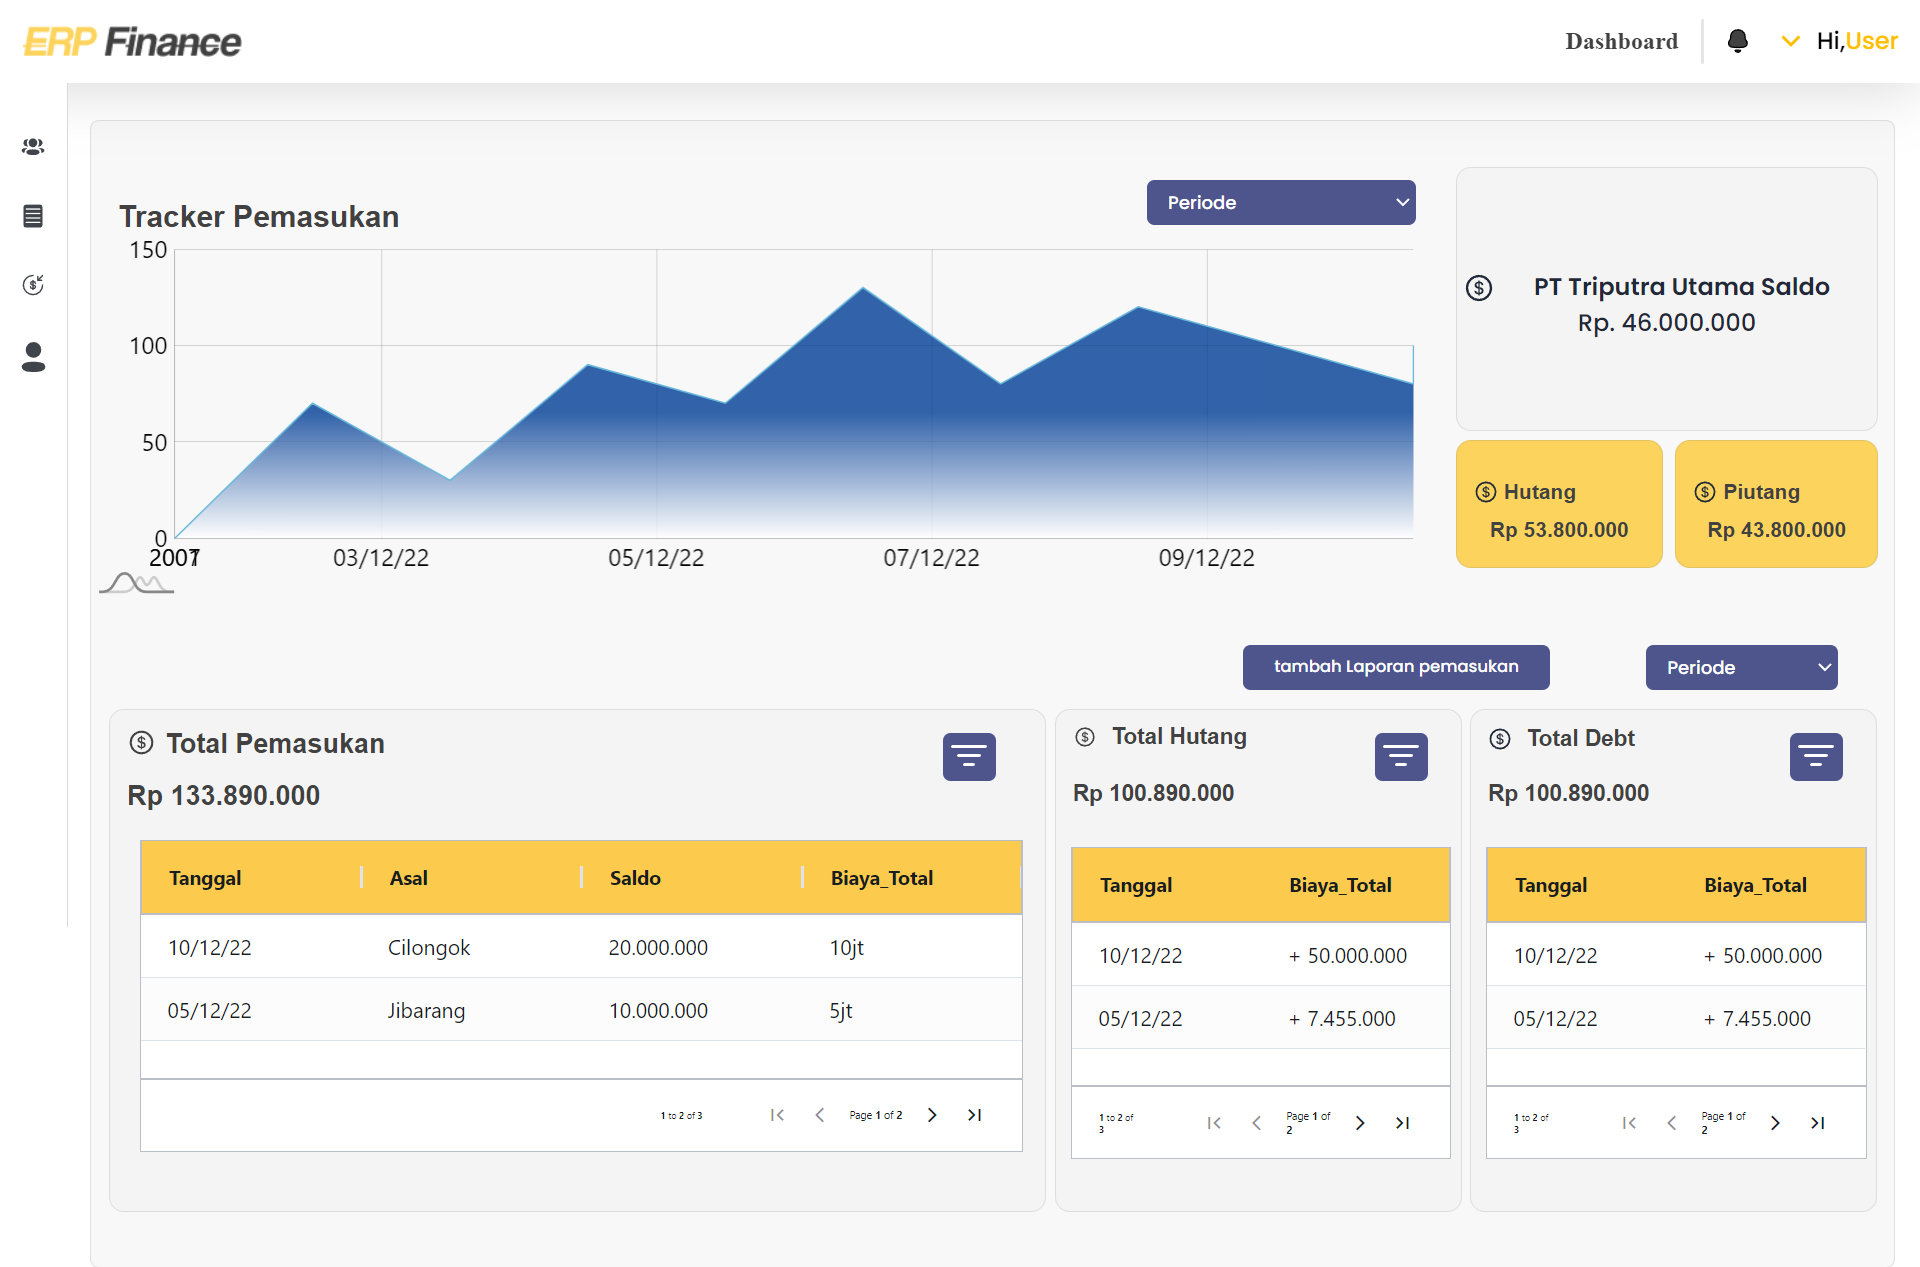 ERP Finance
Dashboard
Hi,User
Tracker Pemasukan
Periode
150
100
50
0
2007
03/12/22
05/12/22
07/12/22
09/12/22
PT Triputra Utama Saldo
Rp. 46.000.000
Hutang
Rp 53.800.000
Piutang
Rp 43.800.000
tambah Laporan pemasukan
Periode
Total Pemasukan
Rp 133.890.000
Tanggal Asal Saldo Biaya_Total
10/12/22 Cilongok 20.000.000 10jt
05/12/22 Jibarang 10.000.000 5jt
1 to 2 of 3 Page 1 of 2
Total Hutang
Rp 100.890.000
Tanggal Biaya_Total
10/12/22 + 50.000.000
05/12/22 + 7.455.000
1 to 2 of
3
Page 1 of
2
Total Debt
Rp 100.890.000
Tanggal Biaya_Total
10/12/22 + 50.000.000
05/12/22 + 7.455.000
1 to 2 of
3
Page 1 of
2